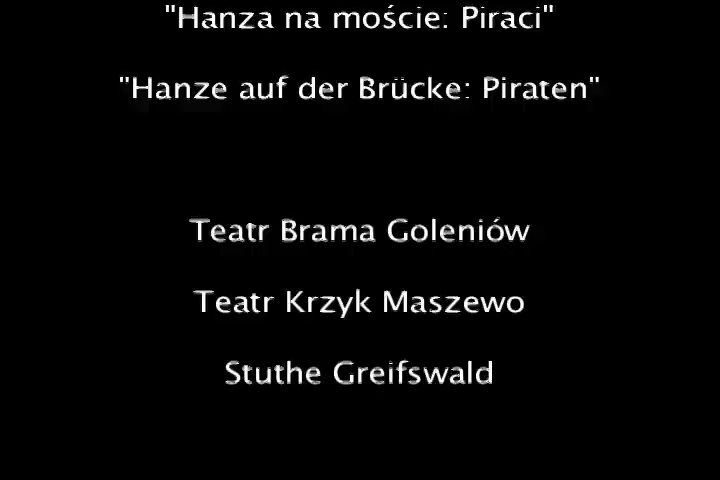 "Hanza na moście: Piraci"
"Hanze auf der Brücke: Piraten"
Teatr Brama Goleniów
Teatr Krzyk Maszewo
Stuthe Greifswald